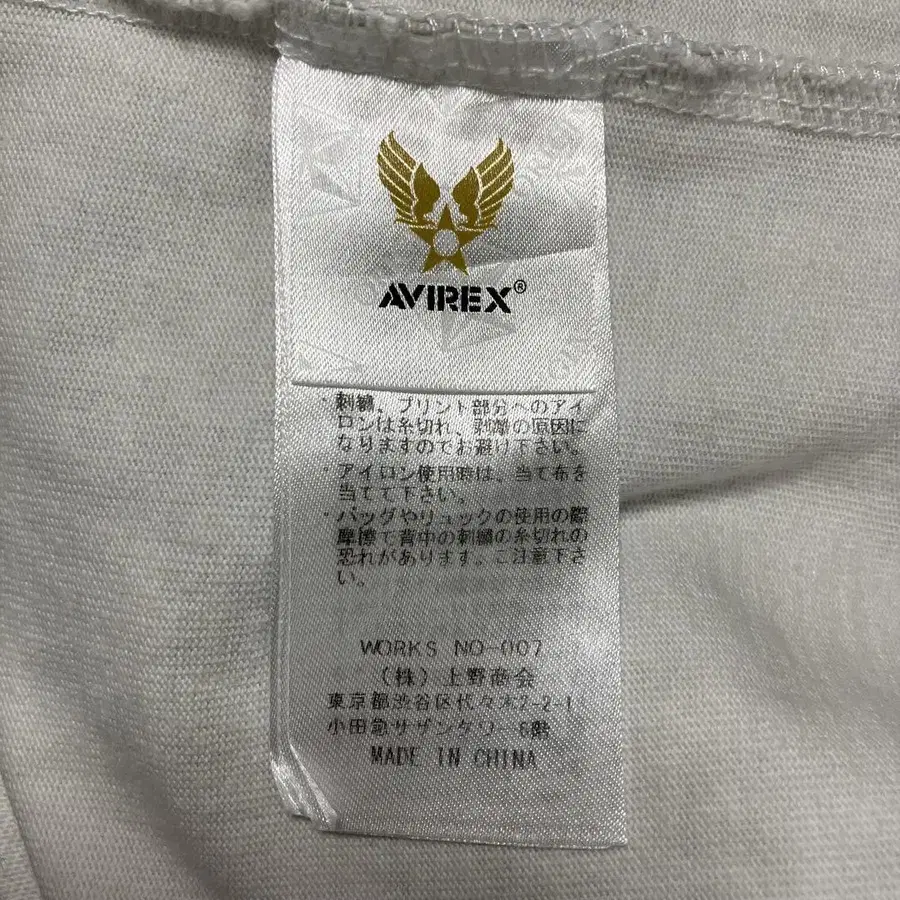 AVIREX®
・刺繍、プリント部分へのアイ
ロンは糸切れ、剥離の原因に
なりますのでお避け下さい。
・アイロン使用時は、当て布を
当てて下さい。
・バッグやリュックの使用の際
摩擦で背中の刺繍の糸切れの
恐れがあります。ご注意下さ
い。
WORKS NO-007
（株）上野商会
東京都渋谷区代々木2-2-1
小田急サザンタワー6階
MADE IN CHINA